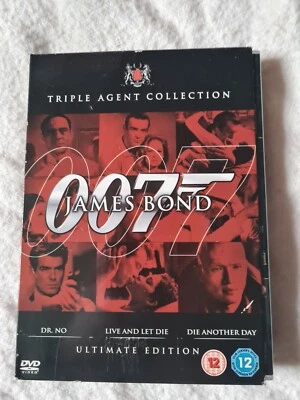 TRIPLE AGENT COLLECTION
007
JAMES BOND
DR. NO LIVE AND LET DIE DIE ANOTHER DAY
ULTIMATE EDITION
DVD
VIDEO
12 12